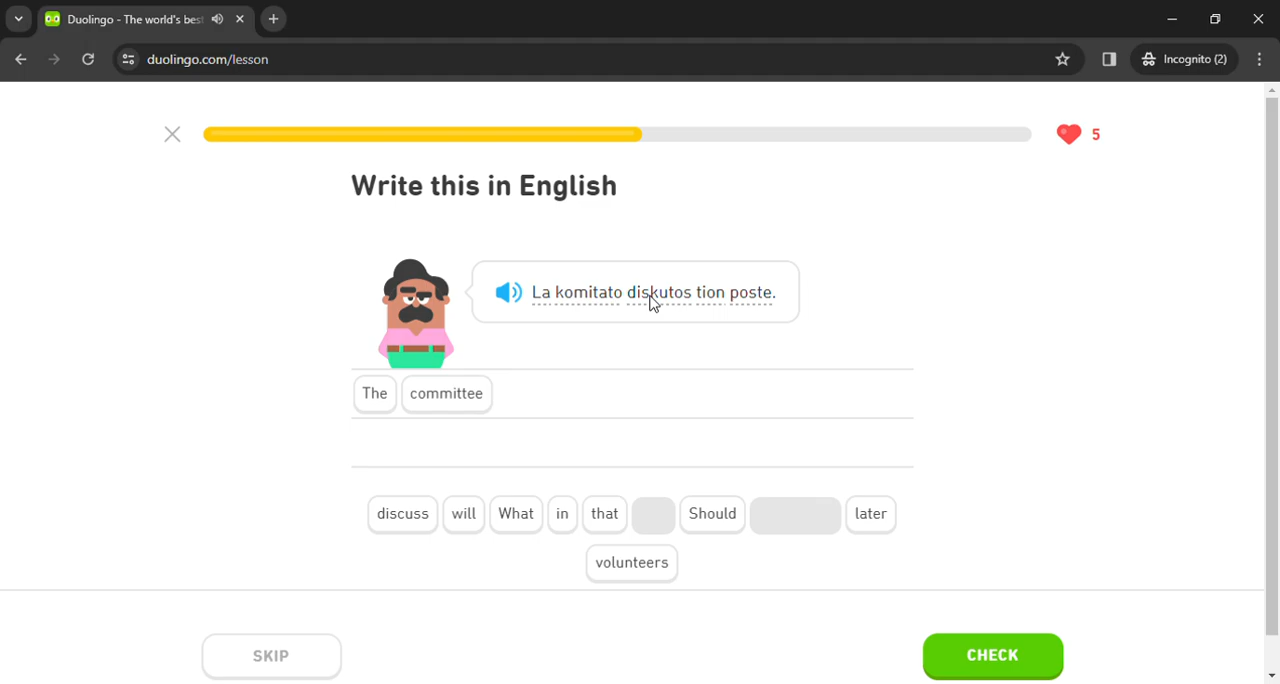 Duolingo - The world's bes
duolingo.com/lesson
Incognito (2)
5
Write this in English
La komitato diskutos tion poste.
The committee
discuss will What in that Should later
volunteers
SKIP
CHECK